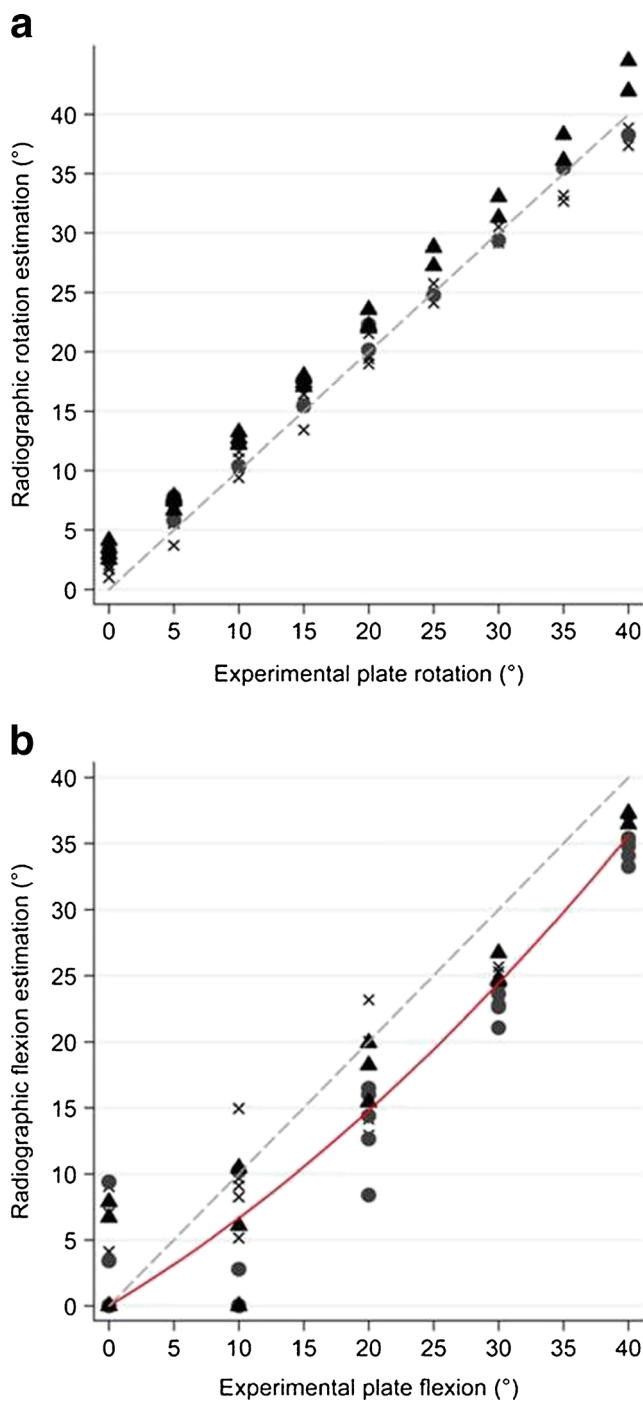 a
Radiographic rotation estimation (°)
40
35
30
25
20
15
10
5
0
0 5 10 15 20 25 30 35 40
Experimental plate rotation (°)
b
Radiographic flexion estimation (°)
40
35
30
25
20
15
10
5
0
0 5 10 15 20 25 30 35 40
Experimental plate flexion (°)